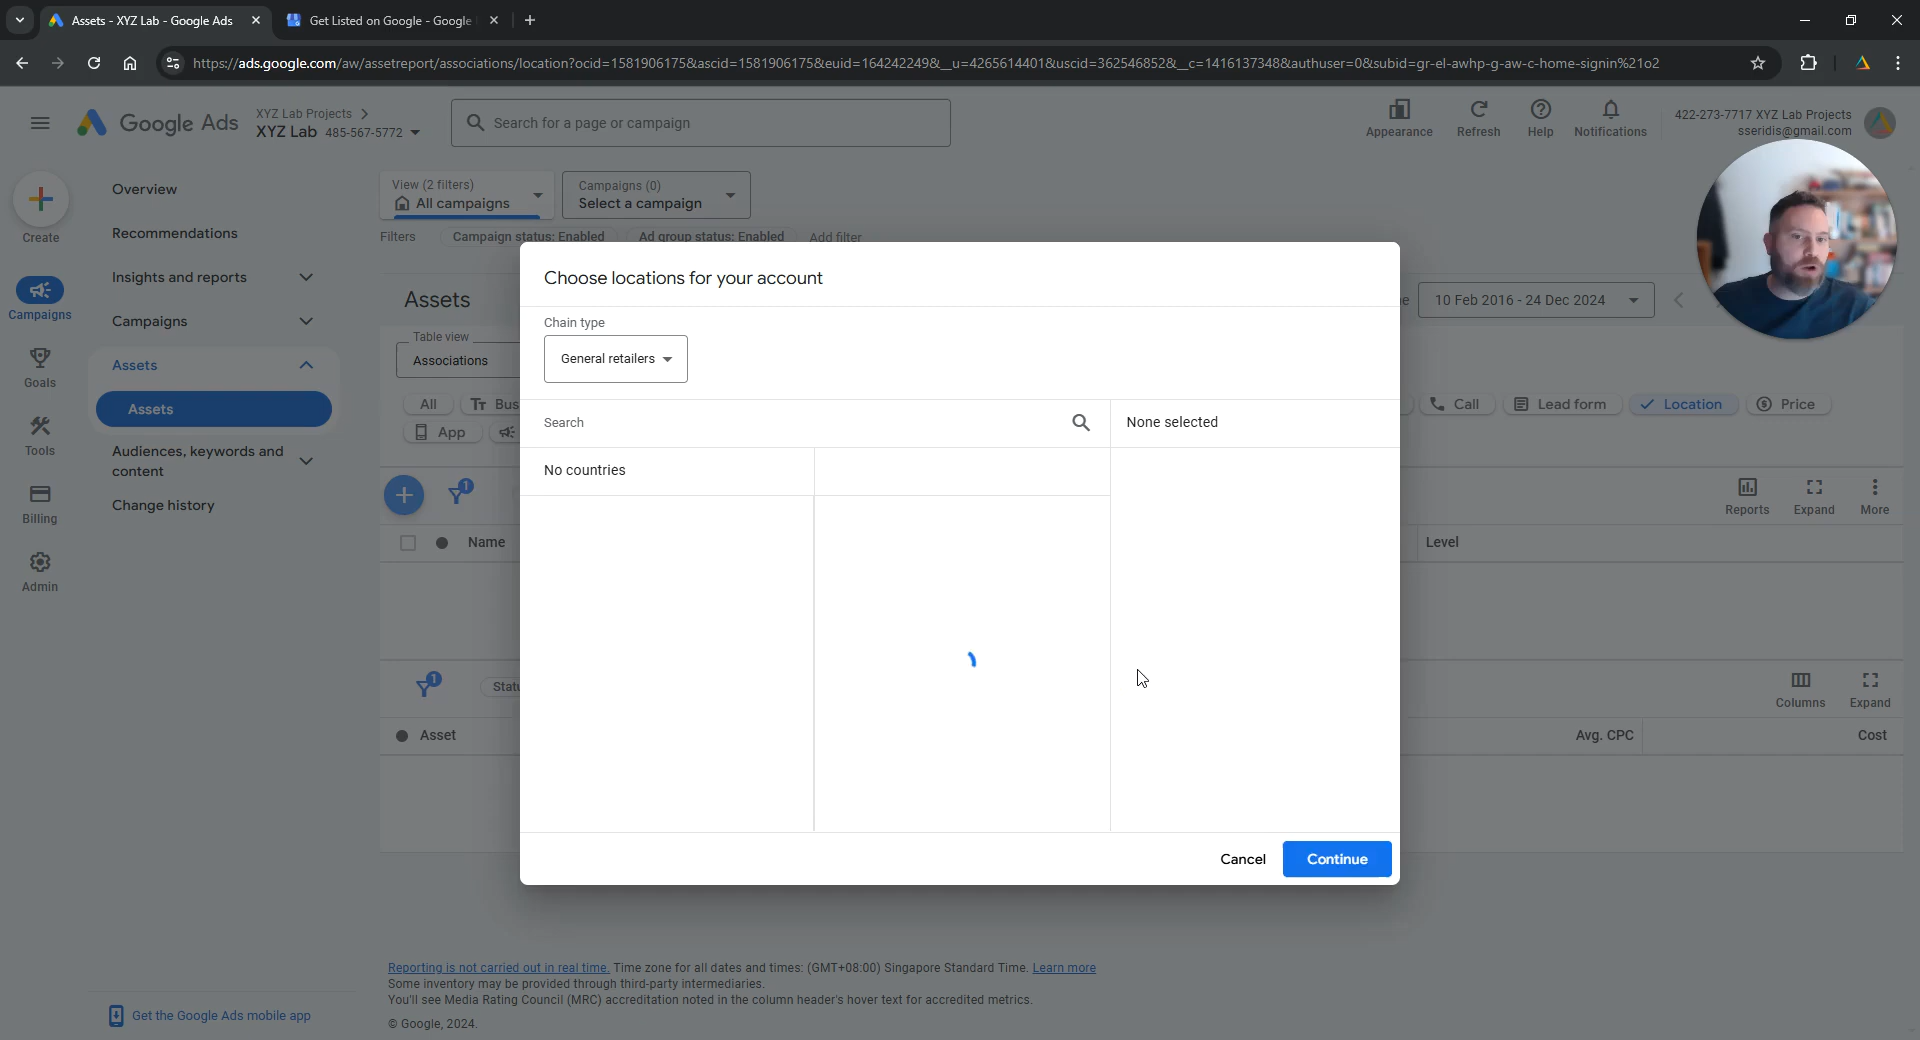 Assets - XYZ Lab - Google Ads
Get Listed on Google - Google
https://ads.google.com/aw/assetreport/associations/location?ocid=1581906175&ascid=1581906175&euid=164242249&__u=4265614401&uscid=362546852&__c=1416137348&authuser=0&subid=gr-el-awhp-g-aw-c-home-signin%21o2
Google Ads
XYZ Lab Projects
XYZ Lab 485-567-5772
Search for a page or campaign
Appearance
Refresh
Help
Notifications
422-273-7717 XYZ Lab Projects
sseridis@gmail.com
Create
Campaigns
Goals
Tools
Billing
Admin
Overview
Recommendations
Insights and reports
Campaigns
Assets
Assets
Audiences, keywords and
content
Change history
Get the Google Ads mobile app
View (2 filters)
All campaigns
Campaigns (0)
Select a campaign
Filters
Campaign status: Enabled
Ad group status: Enabled
Add filter
Assets
10 Feb 2016 - 24 Dec 2024
Table view
Associations
All
Tт Bus
Call
Lead form
Location
Price
App
1
Reports
Expand
More
Name
Level
1
Statu
Columns
Expand
Asset
Avg. CPC
Cost
Choose locations for your account
Chain type
General retailers
Search
None selected
No countries
Cancel
Continue
Reporting is not carried out in real time. Time zone for all dates and times: (GMT+08:00) Singapore Standard Time. Learn more
Some inventory may be provided through third-party intermediaries.
You'll see Media Rating Council (MRC) accreditation noted in the column header's hover text for accredited metrics.
© Google, 2024.